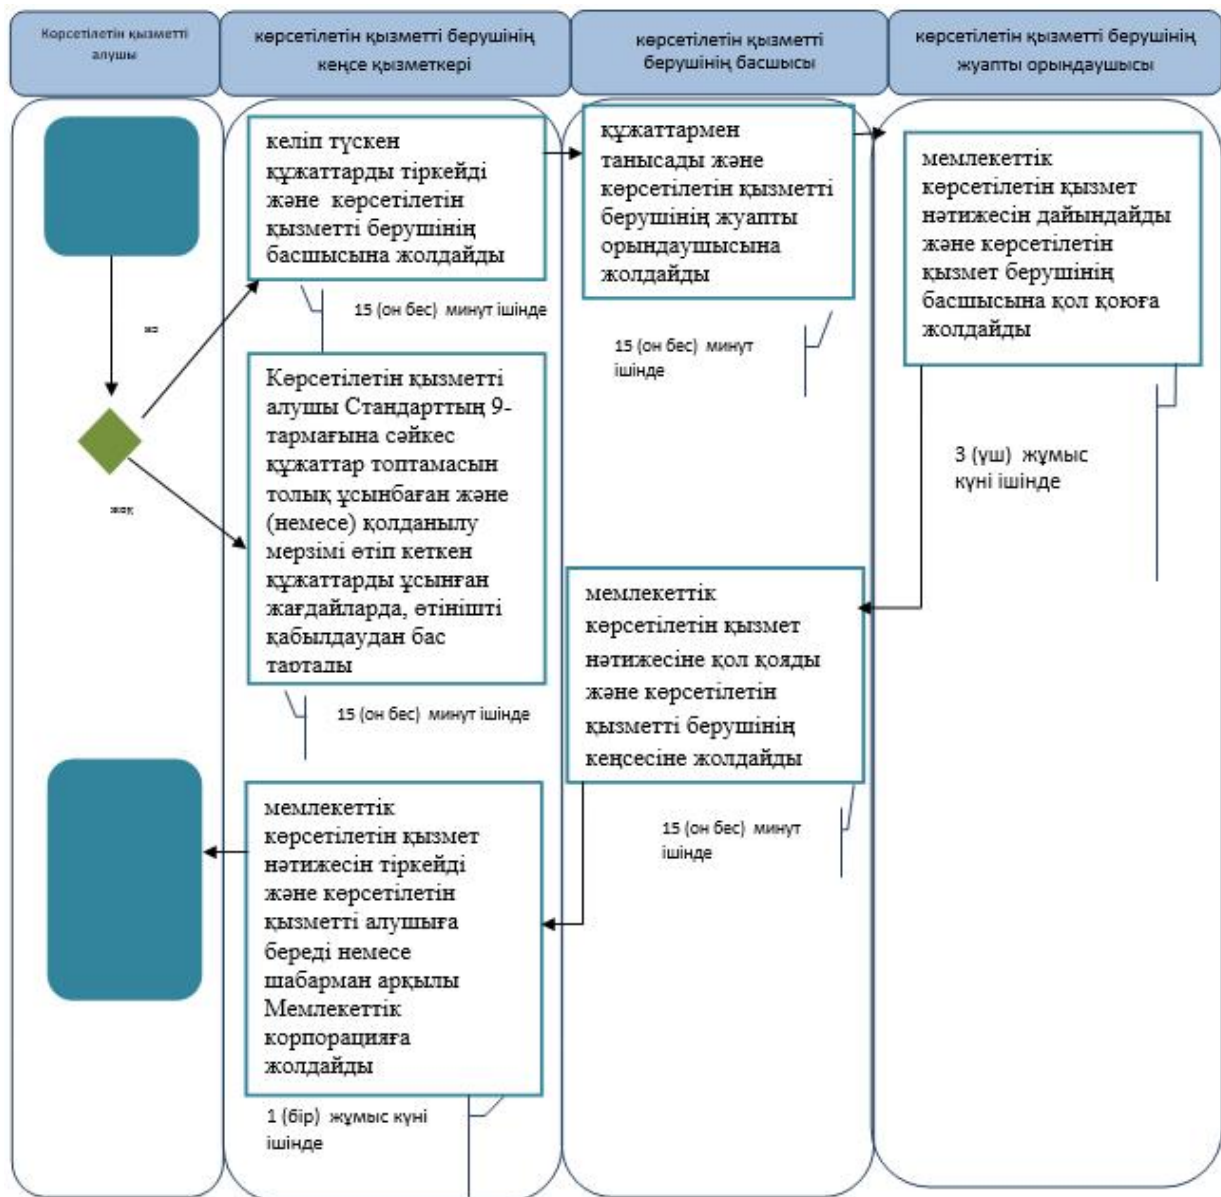 Көрсетілетін қызметті
алушы
көрсетілетін қызметті берушінің
кеңсе қызметкері
көрсетілетін қызметті
берушінің басшысы
көрсетілетін қызметті берушінің
жуапты орындаушысы
келіп түскен
құжаттарды тіркейді
және көрсетілетін
қызметті берушінің
басшысына жолдайды
15 (он бес) минут ішінде
құжаттармен
танысады және
көрсетілетін қызметті
берушінің жуапты
орындаушысына
жолдайды
15 (он бес) минут
ішінде
мемлекеттік
көрсетілетін қызмет
нәтижесін дайындайды
және көрсетілетін
қызмет берушінің
басшысына қол қоюға
жолдайды
3 (үш) жұмыс
күні ішінде
жоқ
Көрсетілетін қызметті
алушы Стандарттың 9-
тармағына сәйкес
құжаттар топтамасын
толық ұсынбаған және
(немесе) қолданылу
мерзімі өтіп кеткен
құжаттарды ұсынған
жағдайларда, өтінішті
қабылдаудан бас
тартады
15 (он бес) минут ішінде
мемлекеттік
көрсетілетін қызмет
нәтижесіне қол қояды
және көрсетілетін
қызметті берушінің
кеңсесіне жолдайды
15 (он бес) минут
ішінде
мемлекеттік
көрсетілетін қызмет
нәтижесін тіркейді
және көрсетілетін
қызметті алушыға
береді немесе
шабарман арқылы
Мемлекеттік
корпорацияға
жолдайды
1 (бір) жұмыс күні
ішінде